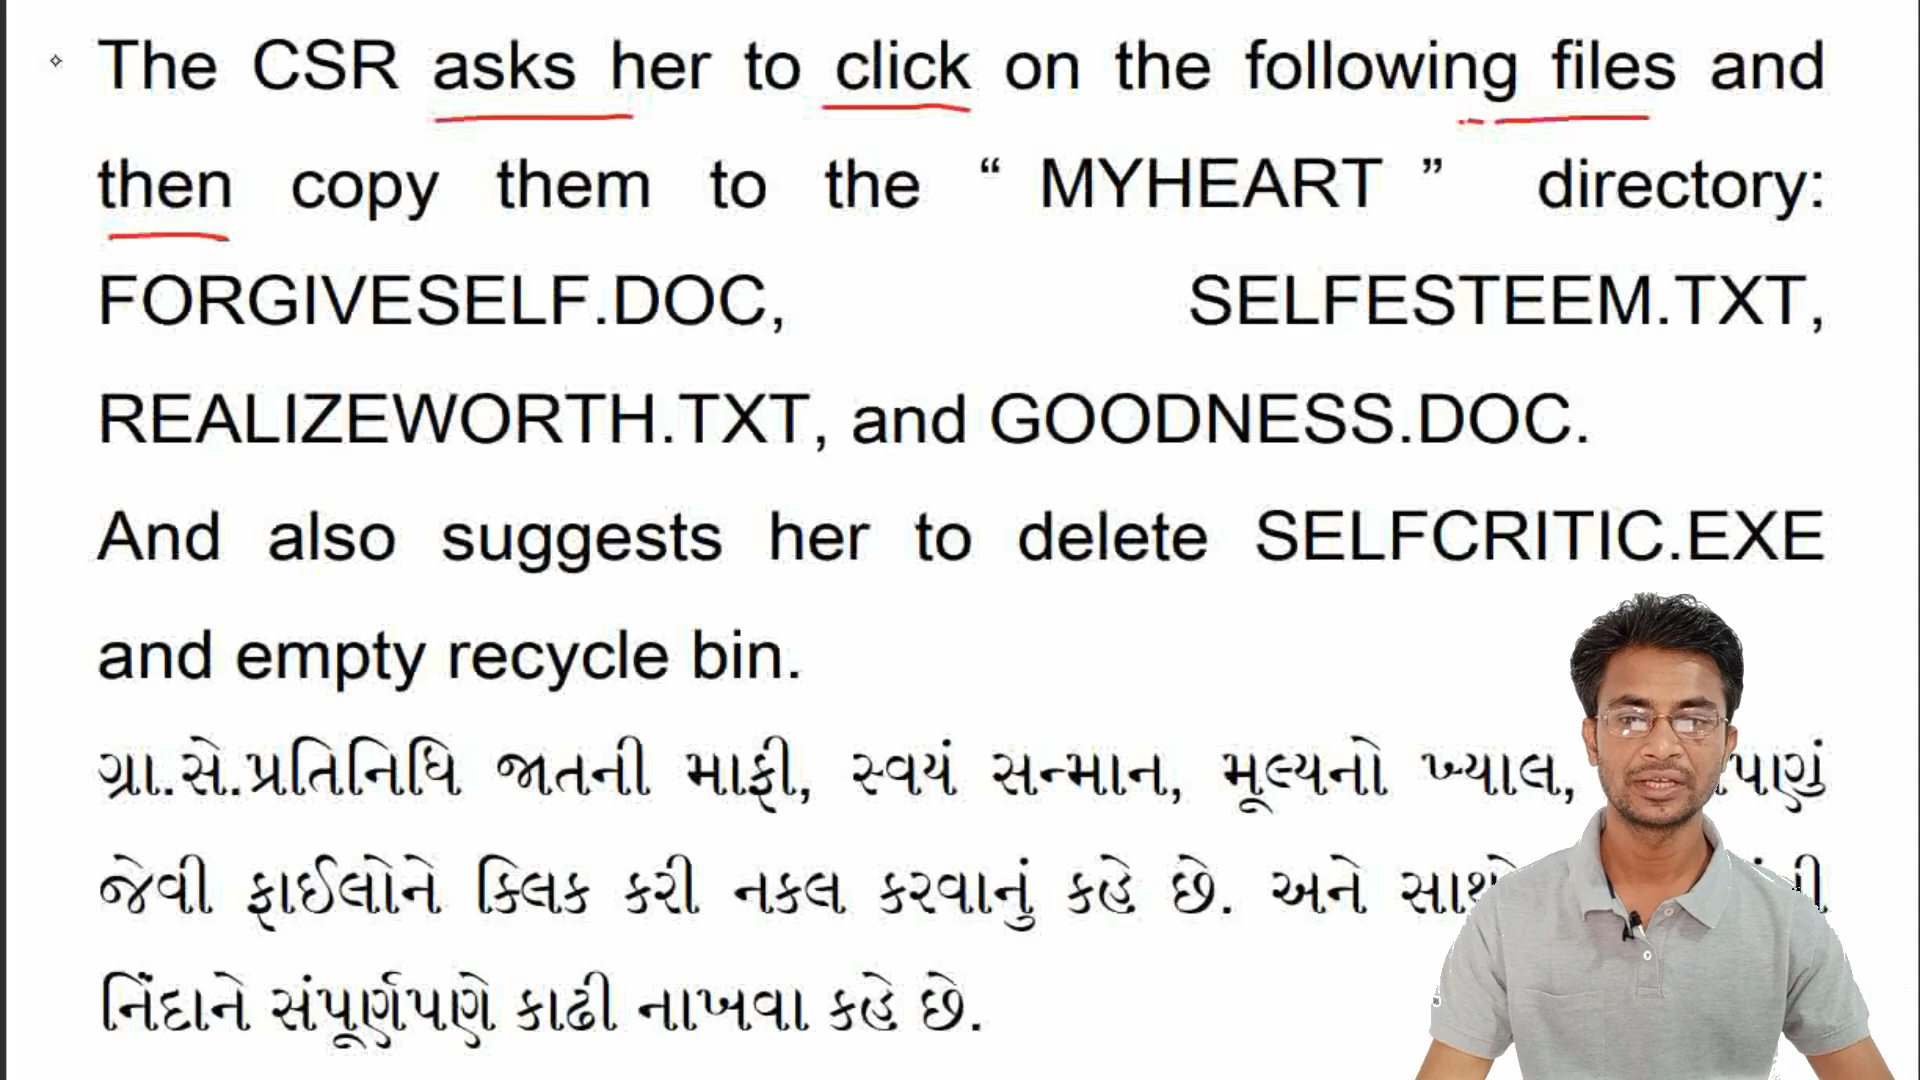 The CSR asks her to click on the following files and
then copy them to the “ MYHEART ” directory:
FORGIVESELF.DOC, SELFESTEEM.TXT,
REALIZEWORTH.TXT, and GOODNESS.DOC.
And also suggests her to delete SELFCRITIC.EXE
and empty recycle bin.
ગ્રા.સે.પ્રતિનિધિ જાતની માફી, સ્વયં સન્માન, મૂલ્યનો ખ્યાલ,
જેવી ફાઈલોને ક્લિક કરી નકલ કરવાનું કહે છે. અને
નિંદાને સંપૂર્ણપણે કાઢી નાખવા કહે છે.